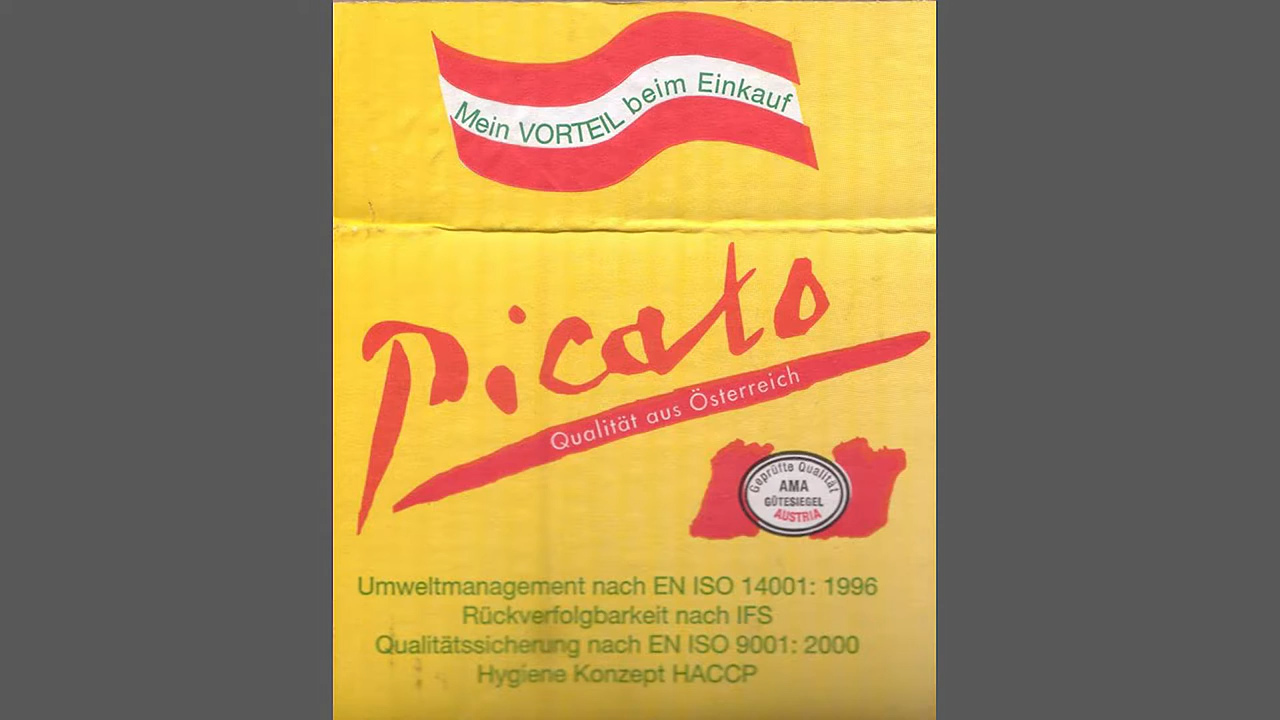 Mein VORTEIL beim Einkauf
Picato
Qualität aus Österreich
Geprüfte Qualität
AMA
GÜTESIEGEL
AUSTRIA
Umweltmanagement nach EN ISO 14001: 1996
Rückverfolgbarkeit nach IFS
Qualitätssicherung nach EN ISO 9001: 2000
Hygiene Konzept HACCP